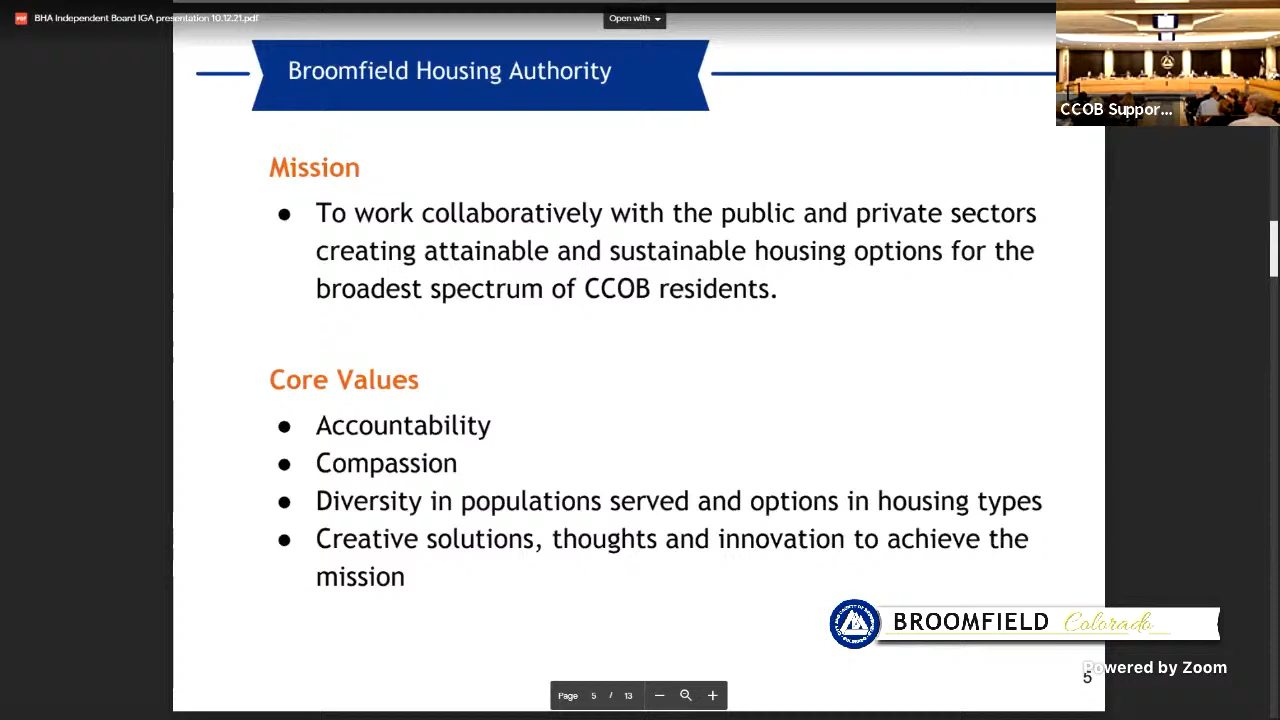 BHA Independent Board IGA presentation 10.12.21.pdf
Open with
Broomfield Housing Authority
CCOB Suppor...
Mission
● To work collaboratively with the public and private sectors
creating attainable and sustainable housing options for the
broadest spectrum of CCOB residents.
Core Values
● Accountability
● Compassion
● Diversity in populations served and options in housing types
● Creative solutions, thoughts and innovation to achieve the
mission
BROOMFIELD Colorado
Powered by Zoom
5
Page 5 / 13